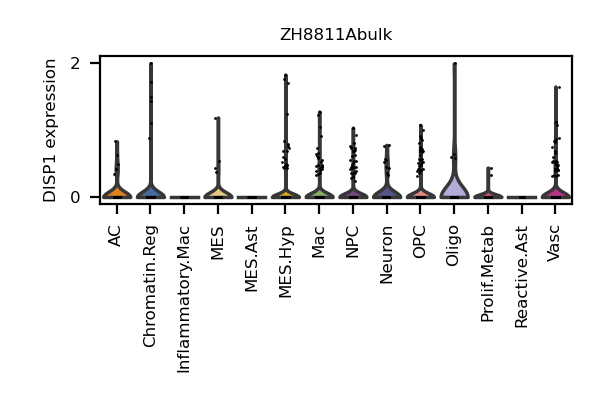 ZH8811Abulk
DISP1 expression
2
0
AC
Chromatin.Reg
Inflammatory.Mac
MES
MES.Ast
MES.Hyp
Mac
NPC
Neuron
OPC
Oligo
Prolif.Metab
Reactive.Ast
Vasc